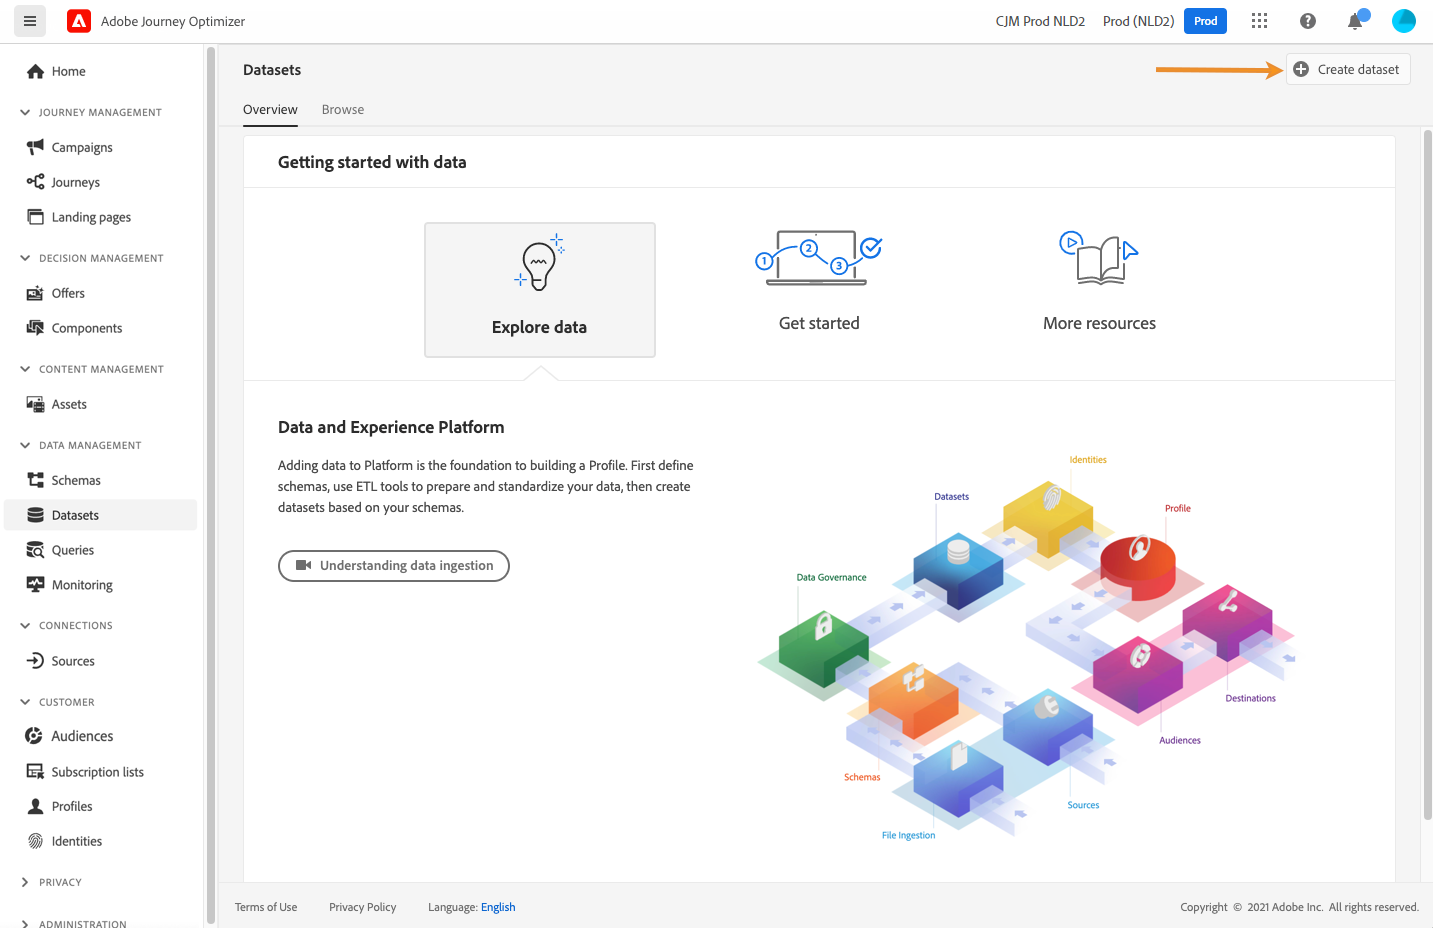 Adobe Journey Optimizer
CJM Prod NLD2
Prod (NLD2)
Prod
Home
JOURNEY MANAGEMENT
Campaigns
Journeys
Landing pages
DECISION MANAGEMENT
Offers
Components
CONTENT MANAGEMENT
Assets
DATA MANAGEMENT
Schemas
Datasets
Queries
Monitoring
CONNECTIONS
Sources
CUSTOMER
Audiences
Subscription lists
Profiles
Identities
PRIVACY
ADMINISTRATION
Datasets
Create dataset
Overview
Browse
Getting started with data
Explore data
1
2
3
Get started
More resources
Data and Experience Platform
Adding data to Platform is the foundation to building a Profile. First define
schemas, use ETL tools to prepare and standardize your data, then create
datasets based on your schemas.
Understanding data ingestion
Identities
Datasets
Profile
Data Governance
Destinations
Audiences
Schemas
Sources
File Ingestion
Terms of Use
Privacy Policy
Language: English
Copyright © 2021 Adobe Inc. All rights reserved.